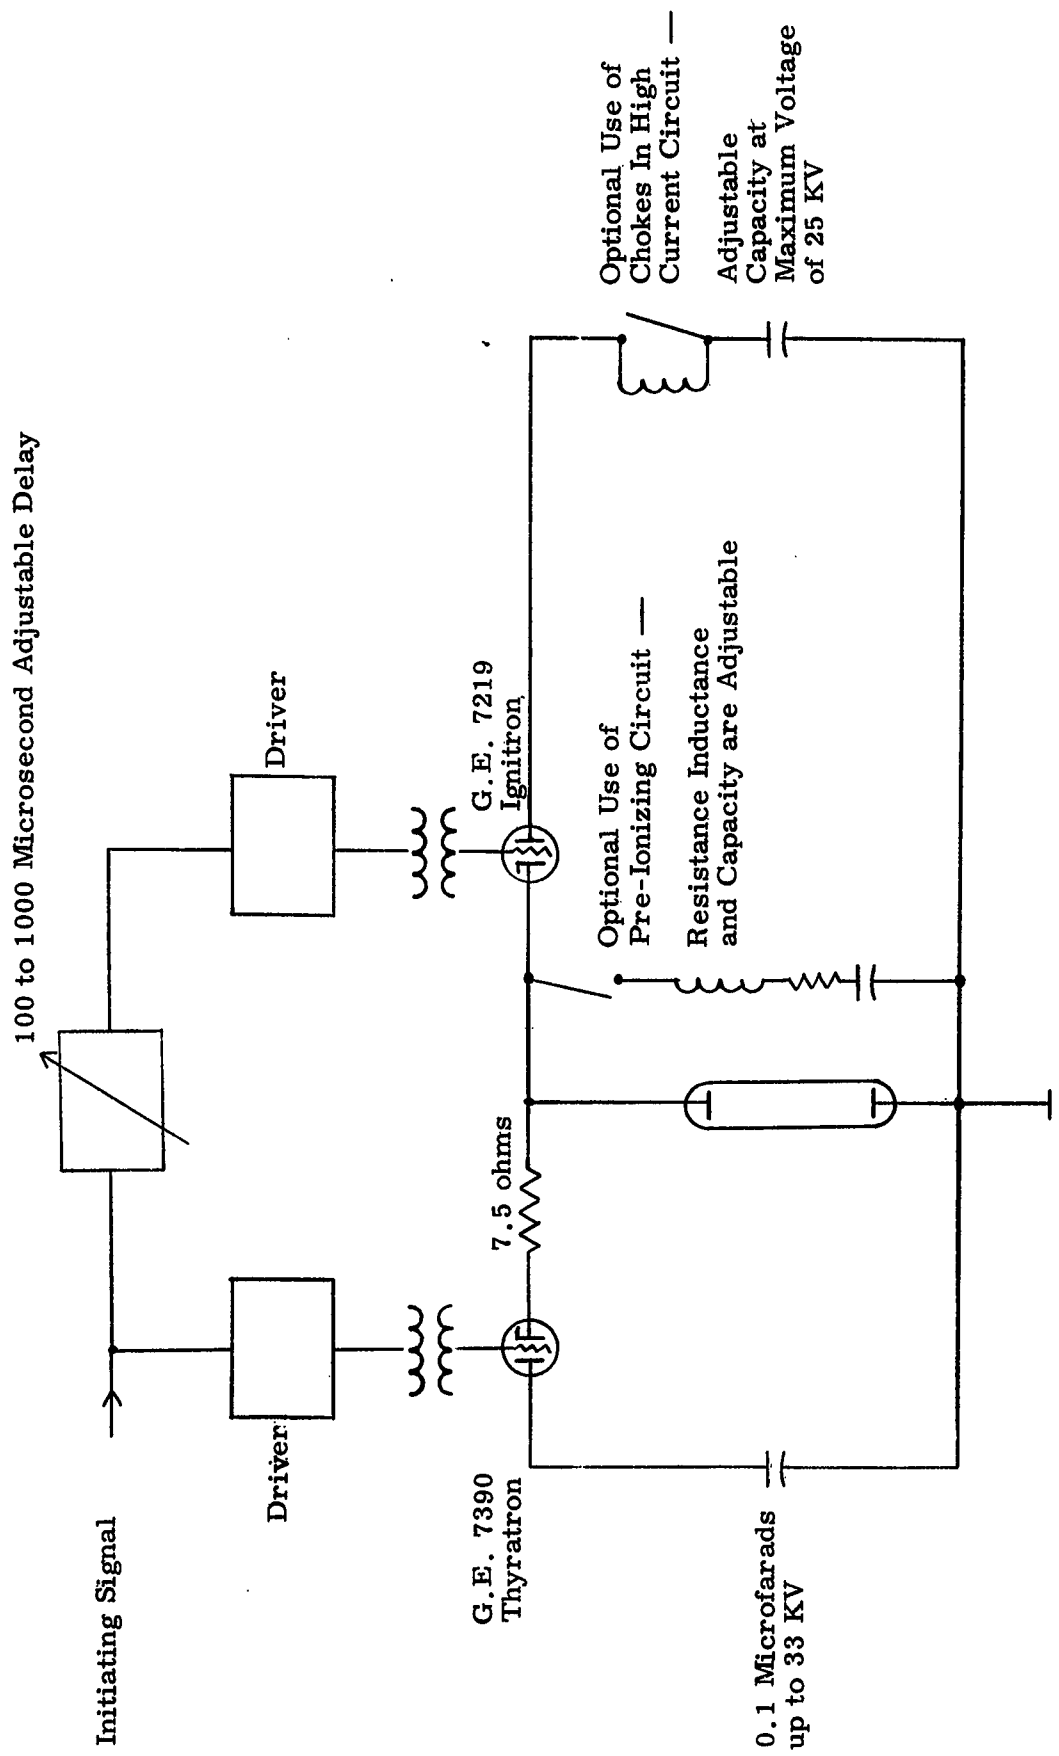 100 to 1000 Microsecond Adjustable Delay
Initiating Signal
Driver
Driver
G.E. 7390
Thyratron
7.5 ohms
G.E. 7219
Ignitron
Optional Use of
Pre-Ionizing Circuit —
Resistance Inductance
and Capacity are Adjustable
Optional Use of
Chokes In High
Current Circuit —
Adjustable
Capacity at
Maximum Voltage
of 25 KV
0.1 Microfarads
up to 33 KV